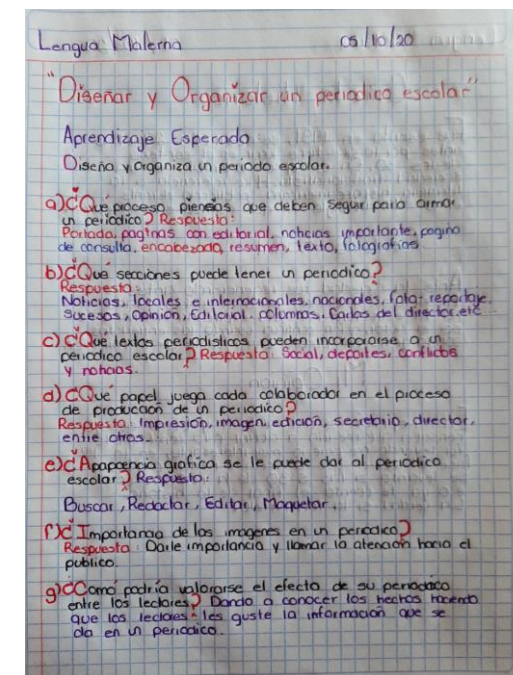 Lengua Materna 05/10/20
"Diseñar y Organizar un periodico escolar"
Aprendizaje Esperado
Diseña y Organiza un periodo escolar.
a) ¿Qué proceso piensas que deben seguir para armar
un periodico? Respuesta:
Portada, paginas con editorial, noticias importante, pagina
de consulta, encabezado, resumen, texto, fotografias
b) ¿Qué secciónes puede tener un periodico?
Respuesta:
Noticias, locales e internacionales, nacionales, foto-reportaje,
Sucesos, Opinión, Editorial. columnas, Cartas del director.etc
c) ¿Qué textos periodisticos pueden incorporarse a un
periodico escolar? Respuesta: Social, deportes, conflictos
y noticias.
d) ¿Qué papel juega cada colaborador en el proceso
de producción de un periodico?
Respuesta: Impresión, imagen, edición, secretario, director,
entre otros.
e) ¿ grafica se le puede dar al periódico
escolar? Respuesta:
Buscar, Redactar, Editar, Maquetar.
f) ¿Importancia de las imagenes en un periodico?
Respuesta: Darle importancia y llamar la atención hacia el
publico.
g) ¿Como podría valorarse el efecto de su periodico
entre los lectores? Dando a conocer los hechos haciendo
que los lectores les guste la información que se
da en un periodico.